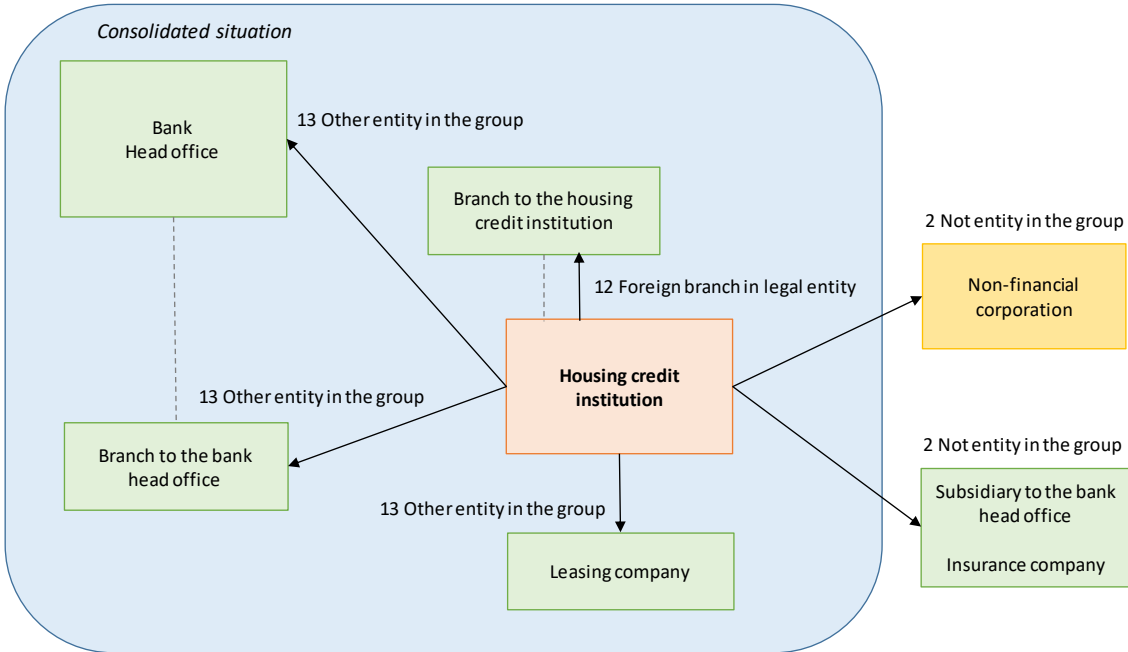 Consolidated situation
Bank
Head office
13 Other entity in the group
Branch to the housing
credit institution
2 Not entity in the group
Non-financial
corporation
12 Foreign branch in legal entity
Housing credit
institution
13 Other entity in the group
Branch to the bank
head office
2 Not entity in the group
Subsidiary to the bank
head office
Insurance company
13 Other entity in the group
Leasing company